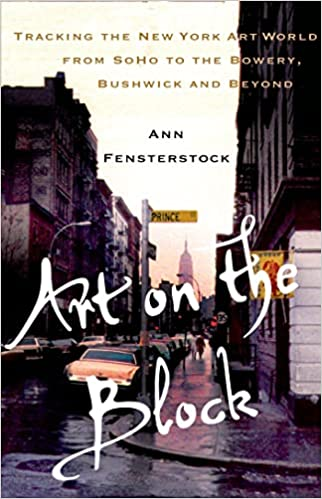 TRACKING THE NEW YORK ART WORLD
FROM SOHO TO THE BOWERY,
BUSHWICK AND BEYOND
ANN
FENSTERSTOCK
PRINCE
Art on the
Block